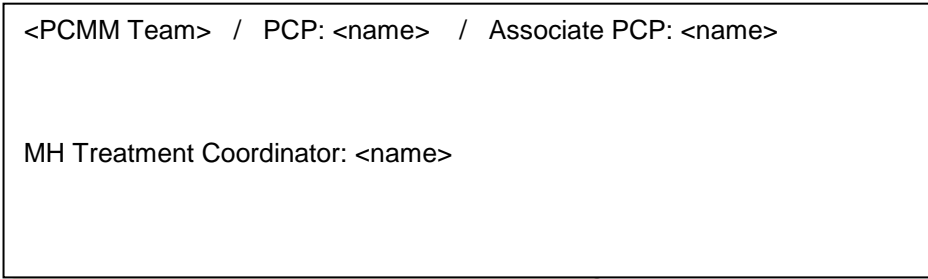 <PCMM Team> / PCP: <name> / Associate PCP: <name>
MH Treatment Coordinator: <name>